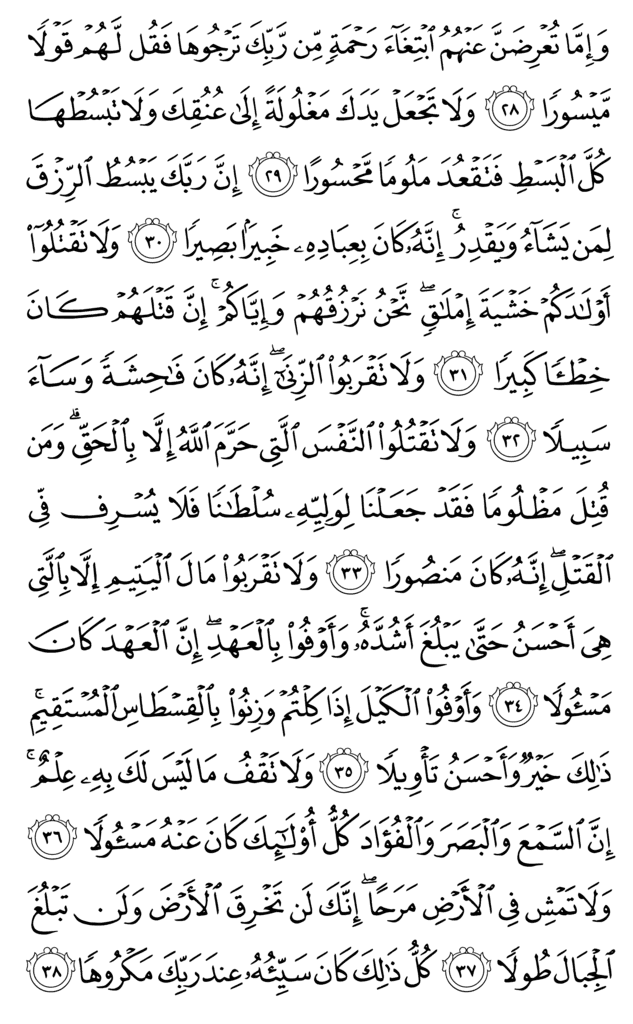 وَإِمَّا تُعۡرِضَنَّ عَنۡهُمُ ٱبۡتِغَآءَ رَحۡمَةٖ مِّن رَّبِّكَ تَرۡجُوهَا فَقُل لَّهُمۡ قَوۡلٗا
مَّيۡسُورٗا ٢٨ وَلَا تَجۡعَلۡ يَدَكَ مَغۡلُولَةً إِلَىٰ عُنُقِكَ وَلَا تَبۡسُطۡهَا
كُلَّ ٱلۡبَسۡطِ فَتَقۡعُدَ مَلُومٗا مَّحۡسُورًا ٢٩ إِنَّ رَبَّكَ يَبۡسُطُ ٱلرِّزۡقَ
لِمَن يَشَآءُ وَيَقۡدِرُۚ إِنَّهُۥ كَانَ بِعِبَادِهِۦ خَبِيرَۢا بَصِيرٗا ٣٠ وَلَا تَقۡتُلُوٓاْ
أَوۡلَٰدَكُمۡ خَشۡيَةَ إِمۡلَٰقٖۖ نَّحۡنُ نَرۡزُقُهُمۡ وَإِيَّاكُمۡۚ إِنَّ قَتۡلَهُمۡ كَانَ
خِطۡـٔٗا كَبِيرٗا ٣١ وَلَا تَقۡرَبُواْ ٱلزِّنَىٰٓۖ إِنَّهُۥ كَانَ فَٰحِشَةٗ وَسَآءَ
سَبِيلٗا ٣٢ وَلَا تَقۡتُلُواْ ٱلنَّفۡسَ ٱلَّتِي حَرَّمَ ٱللَّهُ إِلَّا بِٱلۡحَقِّۗ وَمَن
قُتِلَ مَظۡلُومٗا فَقَدۡ جَعَلۡنَا لِوَلِيِّهِۦ سُلۡطَٰنٗا فَلَا يُسۡرِف فِّي
ٱلۡقَتۡلِۖ إِنَّهُۥ كَانَ مَنصُورٗا ٣٣ وَلَا تَقۡرَبُواْ مَالَ ٱلۡيَتِيمِ إِلَّا بِٱلَّتِي
هِيَ أَحۡسَنُ حَتَّىٰ يَبۡلُغَ أَشُدَّهُۥۚ وَأَوۡفُواْ بِٱلۡعَهۡدِۖ إِنَّ ٱلۡعَهۡدَ كَانَ
مَسۡـُٔولٗا ٣٤ وَأَوۡفُواْ ٱلۡكَيۡلَ إِذَا كِلۡتُمۡ وَزِنُواْ بِٱلۡقِسۡطَاسِ ٱلۡمُسۡتَقِيمِۚ
ذَٰلِكَ خَيۡرٞ وَأَحۡسَنُ تَأۡوِيلٗا ٣٥ وَلَا تَقۡفُ مَا لَيۡسَ لَكَ بِهِۦ عِلۡمٌۚ
إِنَّ ٱلسَّمۡعَ وَٱلۡبَصَرَ وَٱلۡفُؤَادَ كُلُّ أُوْلَٰٓئِكَ كَانَ عَنۡهُ مَسۡـُٔولٗا ٣٦
وَلَا تَمۡشِ فِي ٱلۡأَرۡضِ مَرَحًاۖ إِنَّكَ لَن تَخۡرِقَ ٱلۡأَرۡضَ وَلَن تَبۡلُغَ
ٱلۡجِبَالَ طُولٗا ٣٧ كُلُّ ذَٰلِكَ كَانَ سَيِّئُهُۥ عِندَ رَبِّكَ مَكۡرُوهٗا ٣٨